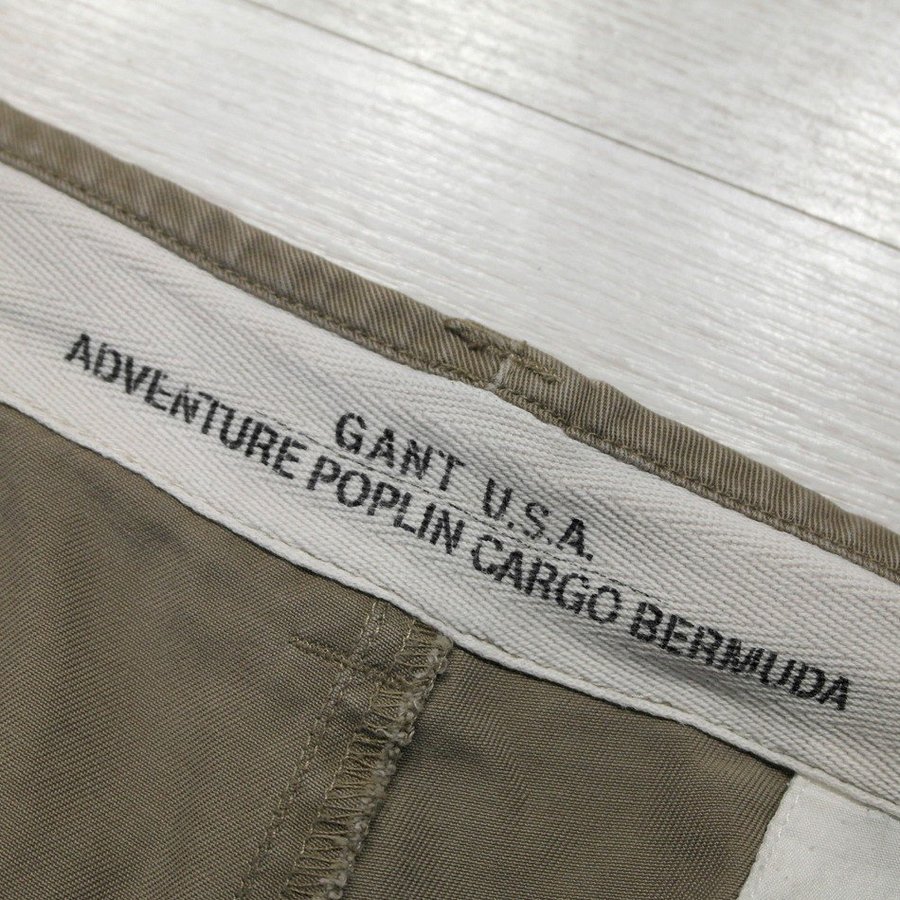 GANT U.S.A.
ADVENTURE POPLIN CARGO BERMUDA